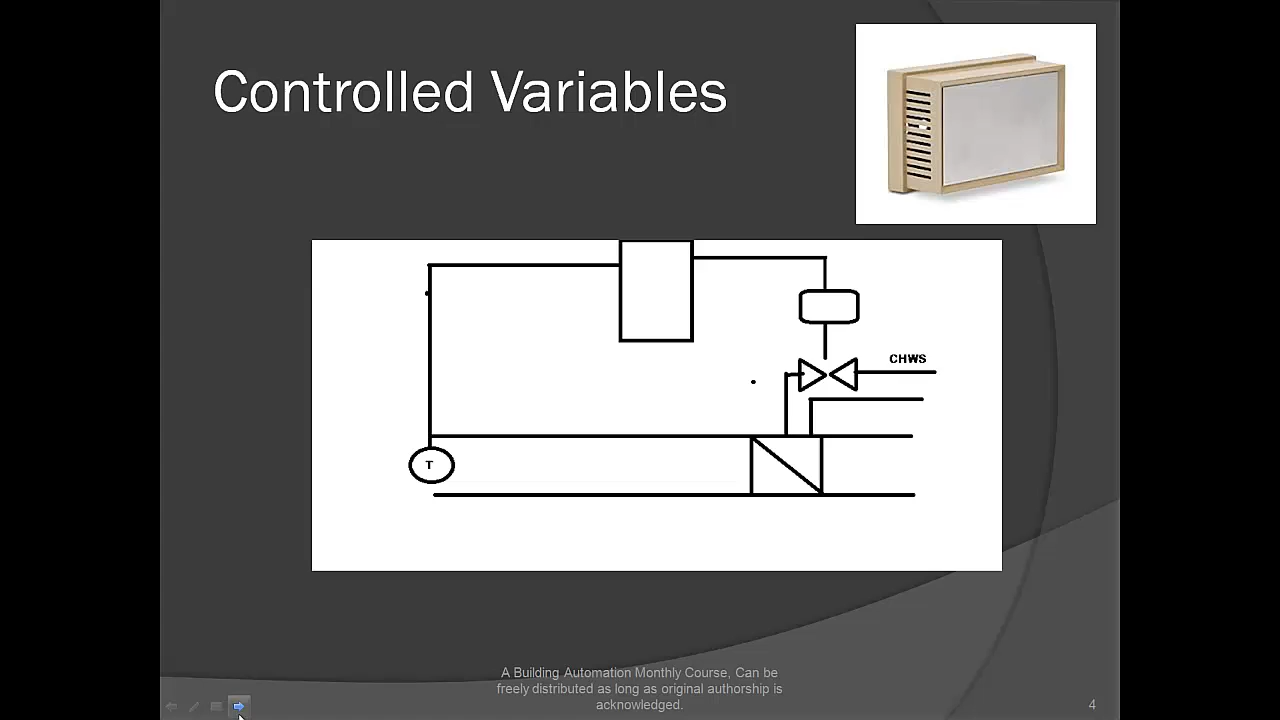 Controlled Variables
CHWS
T
A Building Automation Monthly Course, Can be
freely distributed as long as original authorship is
acknowledged.
4